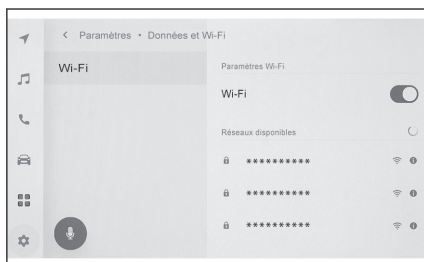 < Paramètres • Données et Wi-Fi
Wi-Fi
Paramètres Wi-Fi
Wi-Fi
Réseaux disponibles
**********
**********
**********